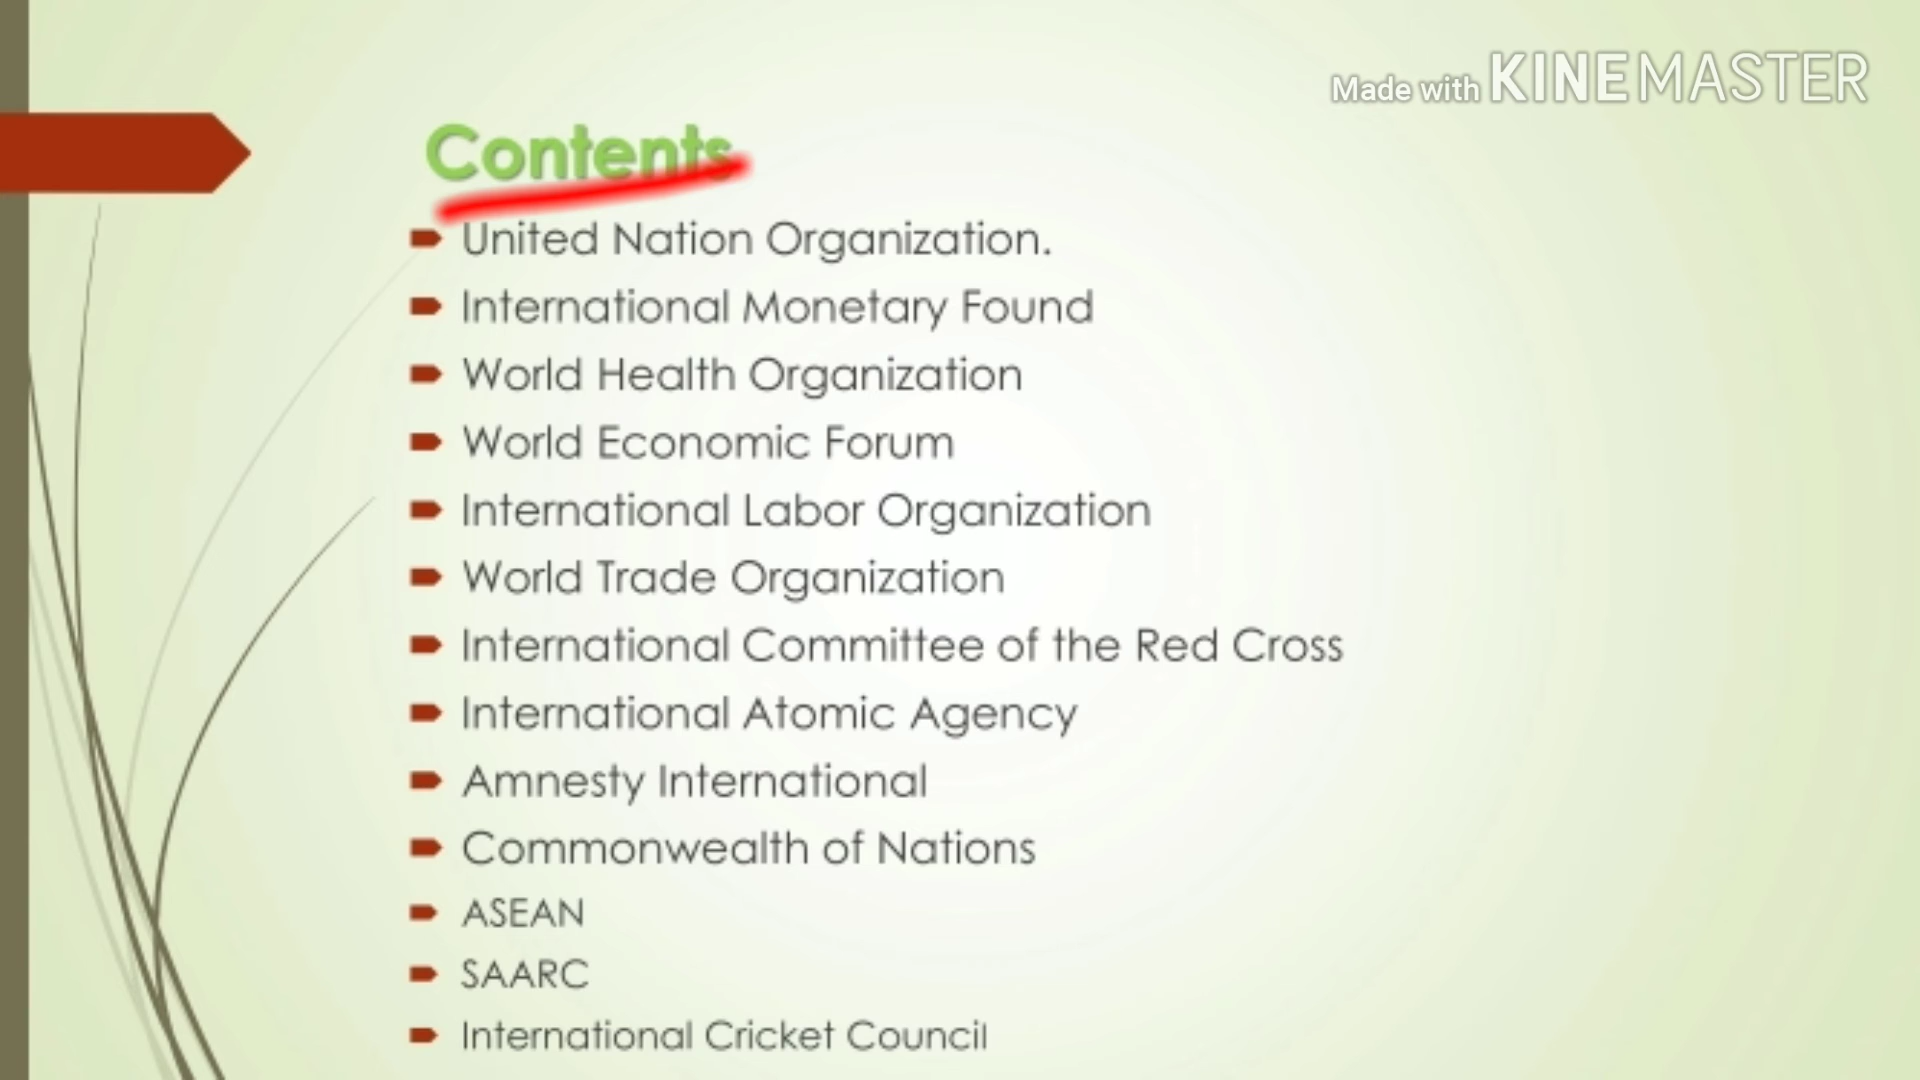 Made with KINEMASTER
Contents
United Nation Organization.
International Monetary Found
World Health Organization
World Economic Forum
International Labor Organization
World Trade Organization
International Committee of the Red Cross
International Atomic Agency
Amnesty International
Commonwealth of Nations
ASEAN
SAARC
International Cricket Council